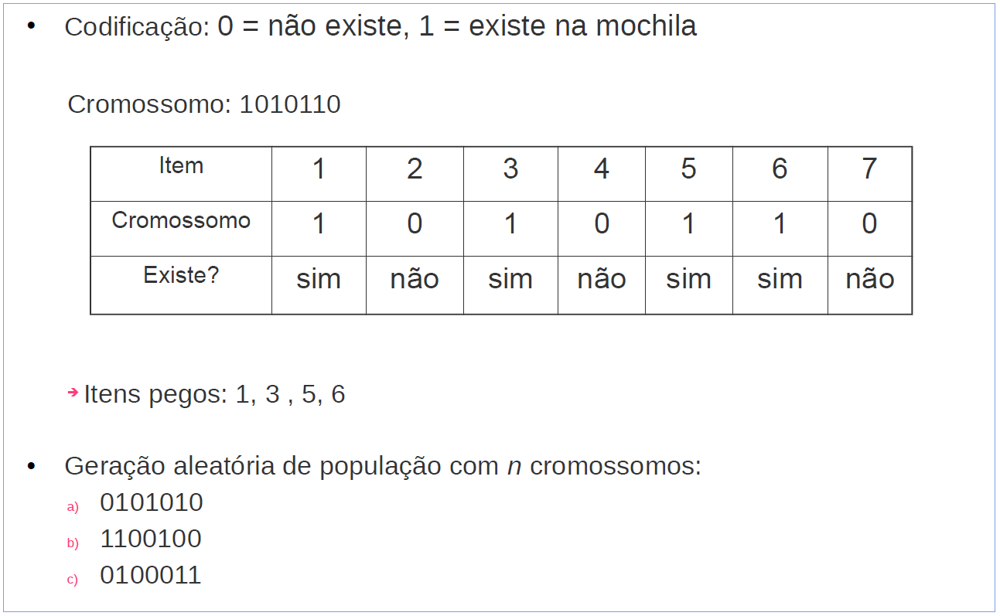 • Codificação: 0 = não existe, 1 = existe na mochila
Cromossomo: 1010110
Item 1 2 3 4 5 6 7
Cromossomo 1 0 1 0 1 1 0
Existe? sim não sim não sim sim não
➔ Itens pegos: 1, 3 , 5, 6
• Geração aleatória de população com n cromossomos:
a) 0101010
b) 1100100
c) 0100011